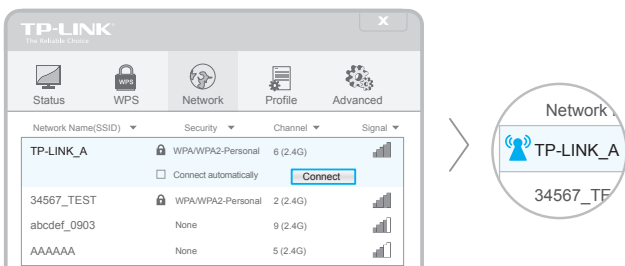 TP-LINK®
The Reliable Choice
X
WPS
Status WPS Network Profile Advanced
Network Name(SSID) Security Channel Signal
TP-LINK_A WPA/WPA2-Personal 6 (2.4G)
Connect automatically Connect
34567_TEST WPA/WPA2-Personal 2 (2.4G)
abcdef_0903 None 9 (2.4G)
AAAAAA None 5 (2.4G)
Network
TP-LINK_A
34567_TE